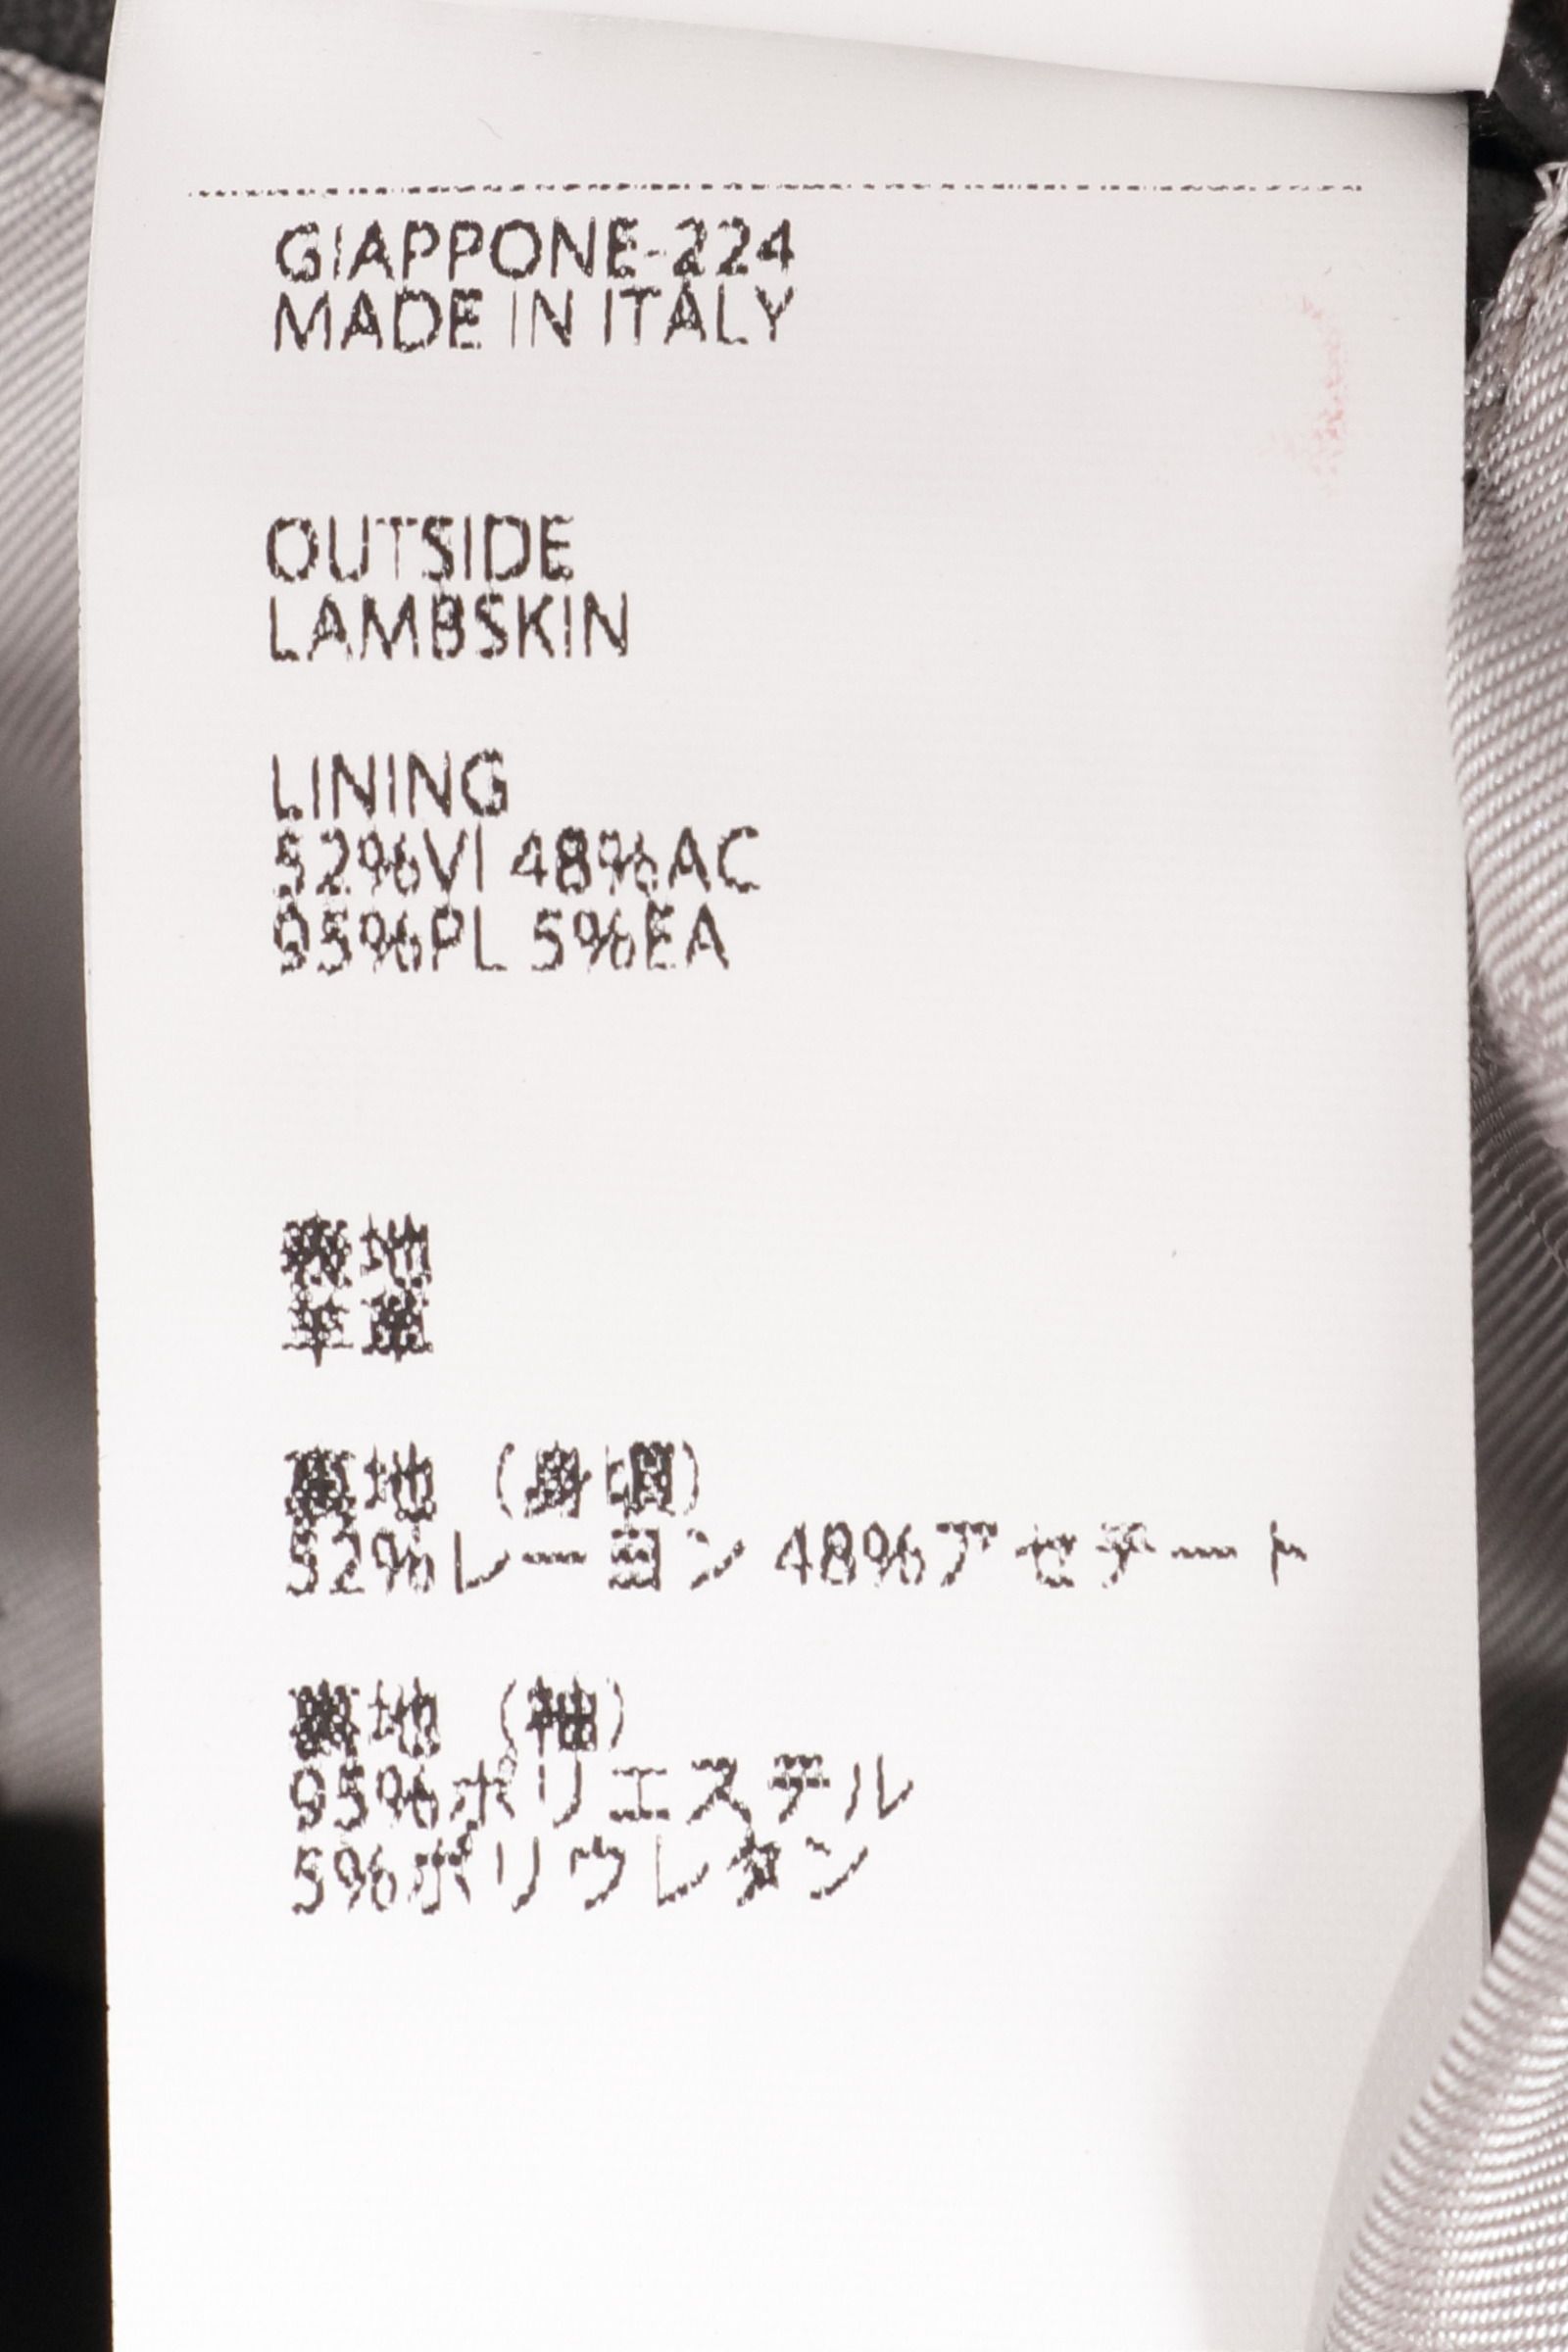 GIAPPONE-224
MADE IN ITALY
OUTSIDE
LAMBSKIN
LINING
52%VI 48%AC
95%PL 5%EA
表地
羊革
裏地 (身頃)
52%レーヨン 48%アセテート
裏地 (袖)
95%ポリエステル
5%ポリウレタン